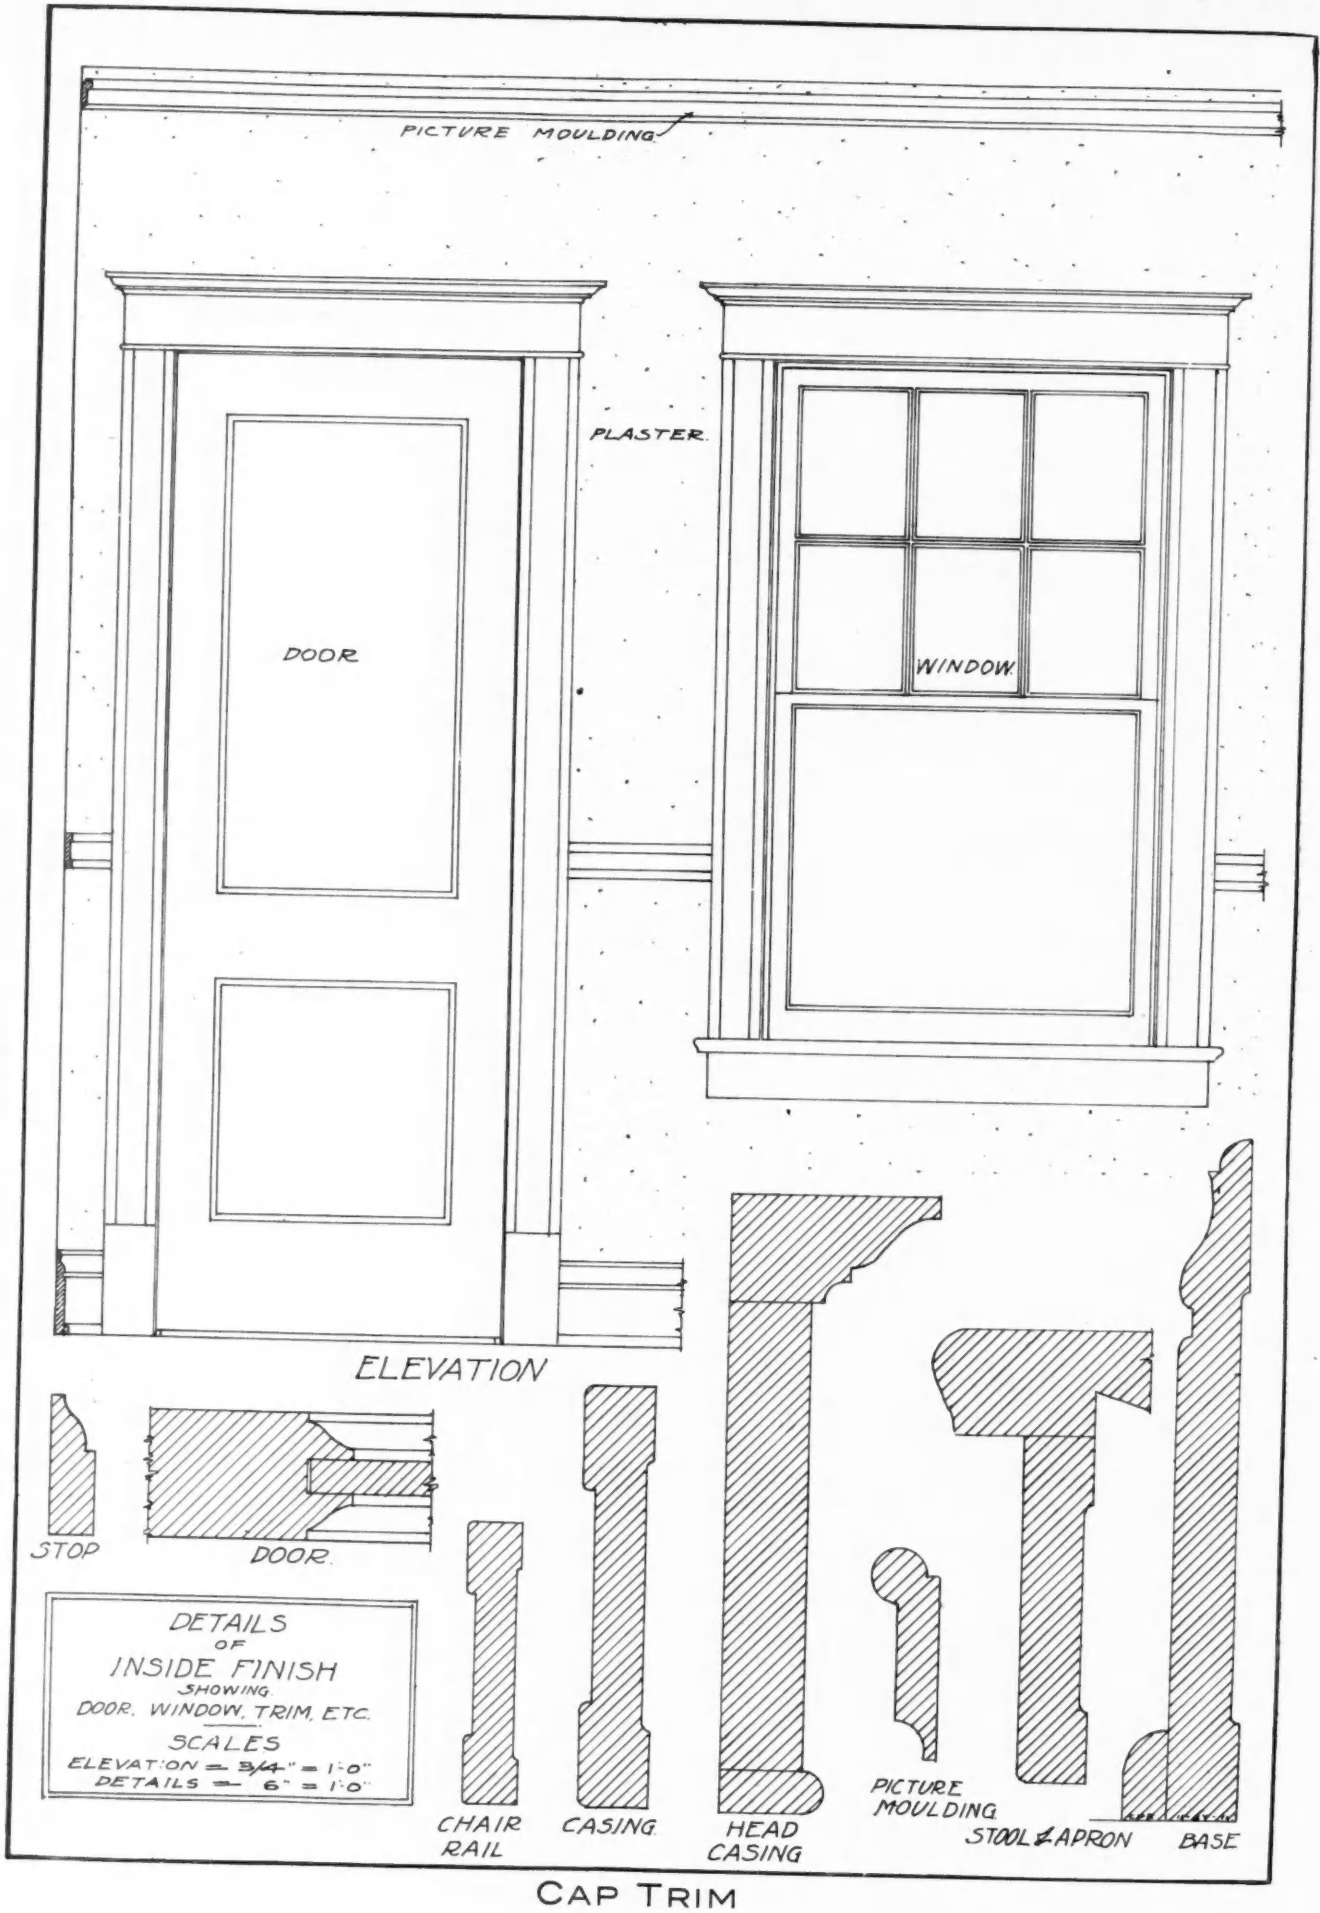 PICTURE MOULDING
PLASTER.
DOOR
WINDOW.
ELEVATION
STOP
DOOR.
DETAILS
OF
INSIDE FINISH
SHOWING
DOOR, WINDOW, TRIM, ETC.
SCALES
ELEVATION = 3/4" = 1'-0"
DETAILS = 6" = 1'-0"
CHAIR
RAIL
CASING
HEAD
CASING
PICTURE
MOULDING
STOOL & APRON
BASE
CAP TRIM